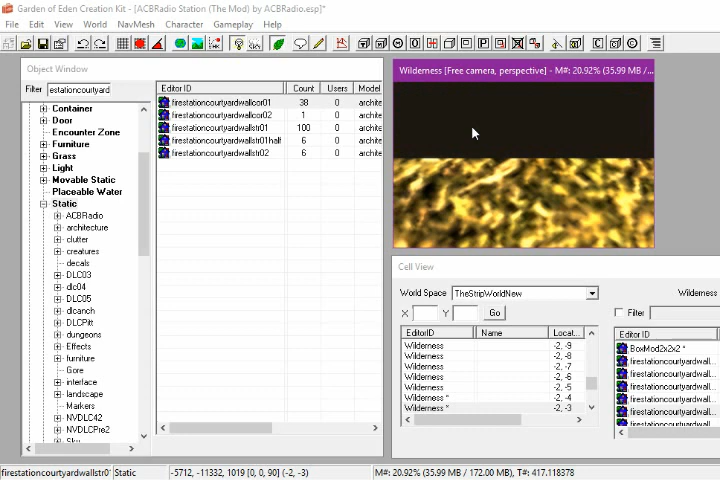 Garden of Eden Creation Kit - [ACBRadio Station (The Mod) by ACBRadio.esp]*
File Edit View World NavMesh Character Gameplay Help
Object Window
Filter estationcourtyard
Container
Door
Encounter Zone
Furniture
Grass
Light
Movable Static
Placeable Water
Static
ACBRadio
architecture
clutter
creatures
decals
DLC03
dlc04
DLC05
dlcanch
DLCPitt
dungeons
Effects
furniture
Gore
interface
landscape
Markers
NVDLC42
NVDLCPre2
Sky
Editor ID Count Users Model
firestationcourtyardwallcor01 38 0 archite
firestationcourtyardwallcor02 1 0 archite
firestationcourtyardwallstr01 100 0 archite
firestationcourtyardwallstr01half 6 0 archite
firestationcourtyardwallstr02 6 0 archite
Wilderness [Free camera, perspective] - M#: 20.92% (35.99 MB /...
Cell View
World Space TheStripWorldNew Wilderness
X Y Go Filter
EditorID Name Locat...
Wilderness -2, -9
Wilderness -2, -8
Wilderness -2, -7
Wilderness -2, -6
Wilderness -2, -5
Wilderness * -2, -4
Wilderness * -2, -3
Editor ID
BoxMod2x2x2 *
firestationcourtyardwall...
firestationcourtyardwall...
firestationcourtyardwall...
firestationcourtyardwall...
firestationcourtyardwall...
firestationcourtyardwall...
firestationcourtyardwallstr0 Static -5712, -11332, 1019 [0, 0, 90] (-2, -3) M#: 20.92% (35.99 MB / 172.00 MB), T#: 417.118378